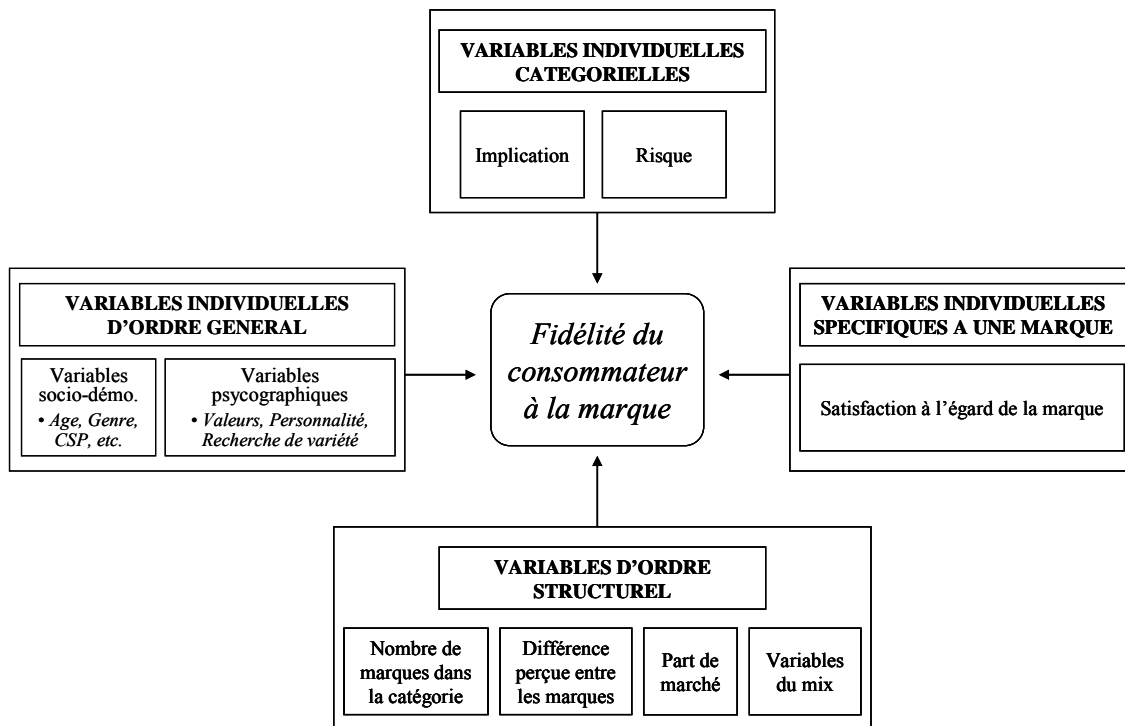 VARIABLES INDIVIDUELLES
CATEGORIELLES
Implication
Risque
VARIABLES INDIVIDUELLES
D’ORDRE GENERAL
Variables
socio-démo.
• Age, Genre,
CSP, etc.
Variables
psycographiques
• Valeurs, Personnalité,
Recherche de variété
Fidélité du
consommateur
à la marque
VARIABLES INDIVIDUELLES
SPECIFIQUES A UNE MARQUE
Satisfaction à l’égard de la marque
VARIABLES D’ORDRE
STRUCTUREL
Nombre de
marques dans
la catégorie
Différence
perçue entre
les marques
Part de
marché
Variables
du mix